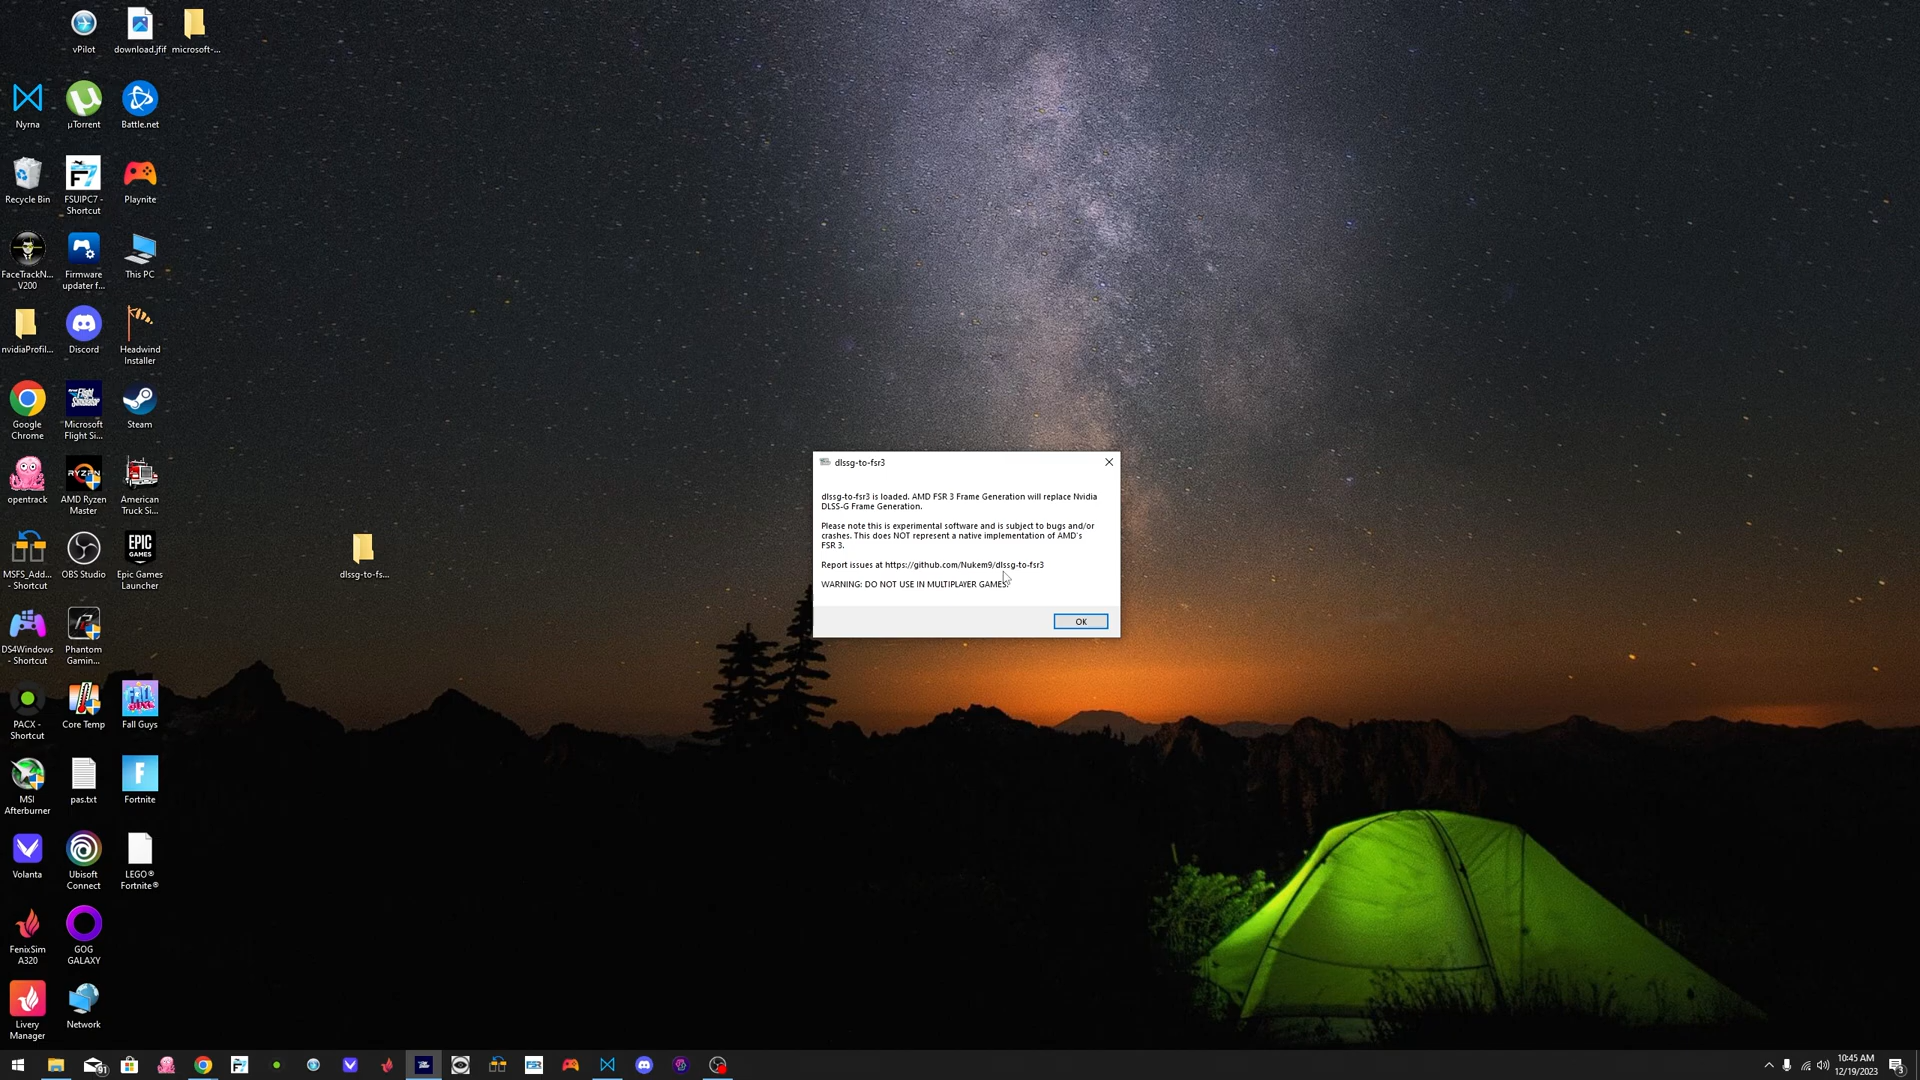 vPilot
download.jfif
microsoft-...
Nyrna
µTorrent
Battle.net
Recycle Bin
FSUIPC7 -
Shortcut
Playnite
FaceTrackN...
V200
Firmware
updater f...
This PC
nvidiaProfil...
Discord
Headwind
Installer
Google
Chrome
Microsoft
Flight Si...
Steam
opentrack
AMD Ryzen
Master
American
Truck Si...
MSFS_Add...
- Shortcut
OBS Studio
EPIC
GAMES
Epic Games
Launcher
dlssg-to-fs...
DS4Windows
- Shortcut
Phantom
Gamin...
PACX -
Shortcut
Core Temp
Fall Guys
MSI
Afterburner
pas.txt
Fortnite
Volanta
Ubisoft
Connect
LEGO®
Fortnite®
FenixSim
A320
GOG
GALAXY
Livery
Manager
Network
dlssg-to-fsr3
dlssg-to-fsr3 is loaded. AMD FSR 3 Frame Generation will replace Nvidia
DLSS-G Frame Generation.
Please note this is experimental software and is subject to bugs and/or
crashes. This does NOT represent a native implementation of AMD's
FSR 3.
Report issues at https://github.com/Nukem9/dlssg-to-fsr3
WARNING: DO NOT USE IN MULTIPLAYER GAMES.
OK
91
FSR
10:45 AM
12/19/2023
3